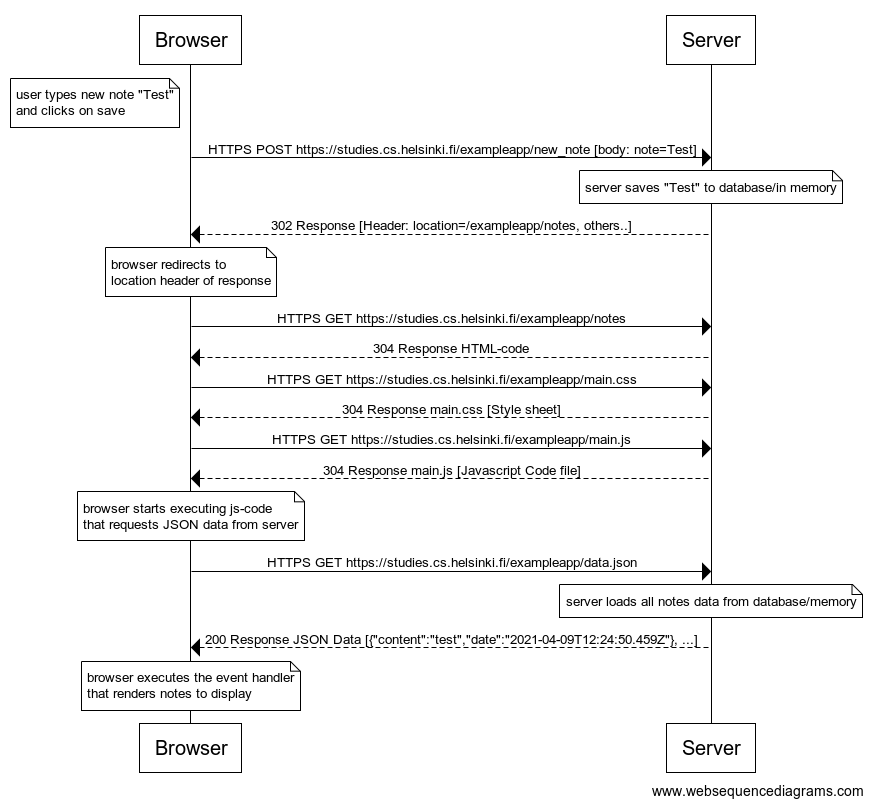 Browser
Server
user types new note "Test"
and clicks on save
HTTPS POST https://studies.cs.helsinki.fi/exampleapp/new_note [body: note=Test]
server saves "Test" to database/in memory
302 Response [Header: location=/exampleapp/notes, others..]
browser redirects to
location header of response
HTTPS GET https://studies.cs.helsinki.fi/exampleapp/notes
304 Response HTML-code
HTTPS GET https://studies.cs.helsinki.fi/exampleapp/main.css
304 Response main.css [Style sheet]
HTTPS GET https://studies.cs.helsinki.fi/exampleapp/main.js
304 Response main.js [Javascript Code file]
browser starts executing js-code
that requests JSON data from server
HTTPS GET https://studies.cs.helsinki.fi/exampleapp/data.json
server loads all notes data from database/memory
200 Response JSON Data [{"content":"test","date":"2021-04-09T12:24:50.459Z"}, ...]
browser executes the event handler
that renders notes to display
Browser
Server
www.websequencediagrams.com